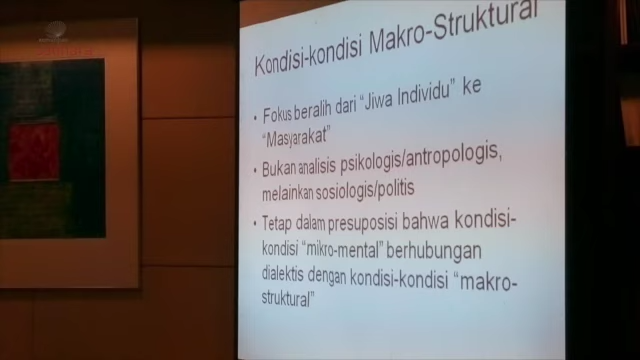 Kondisi-kondisi Makro-Struktural
• Fokus beralih dari “Jiwa Individu” ke
“Masyarakat”
• Bukan analisis psikologis/antropologis,
melainkan sosiologis/politis
• Tetap dalam presuposisi bahwa kondisi-
kondisi “mikro-mental” berhubungan
dialektis dengan kondisi-kondisi “makro-
struktural”